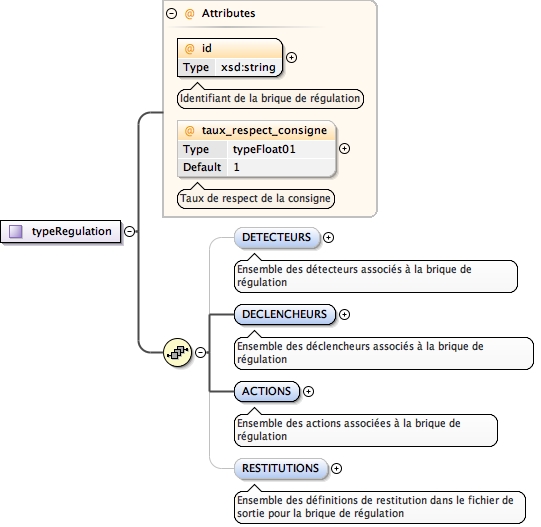 @ Attributes
@ id
Type xsd:string
Identifiant de la brique de régulation
@ taux_respect_consigne
Type typeFloat01
Default 1
Taux de respect de la consigne
typeRegulation
DETECTEURS
Ensemble des détecteurs associés à la brique de
régulation
DECLENCHEURS
Ensemble des déclencheurs associés à la brique de
régulation
ACTIONS
Ensemble des actions associées à la brique de
régulation
RESTITUTIONS
Ensemble des définitions de restitution dans le fichier de
sortie pour la brique de régulation